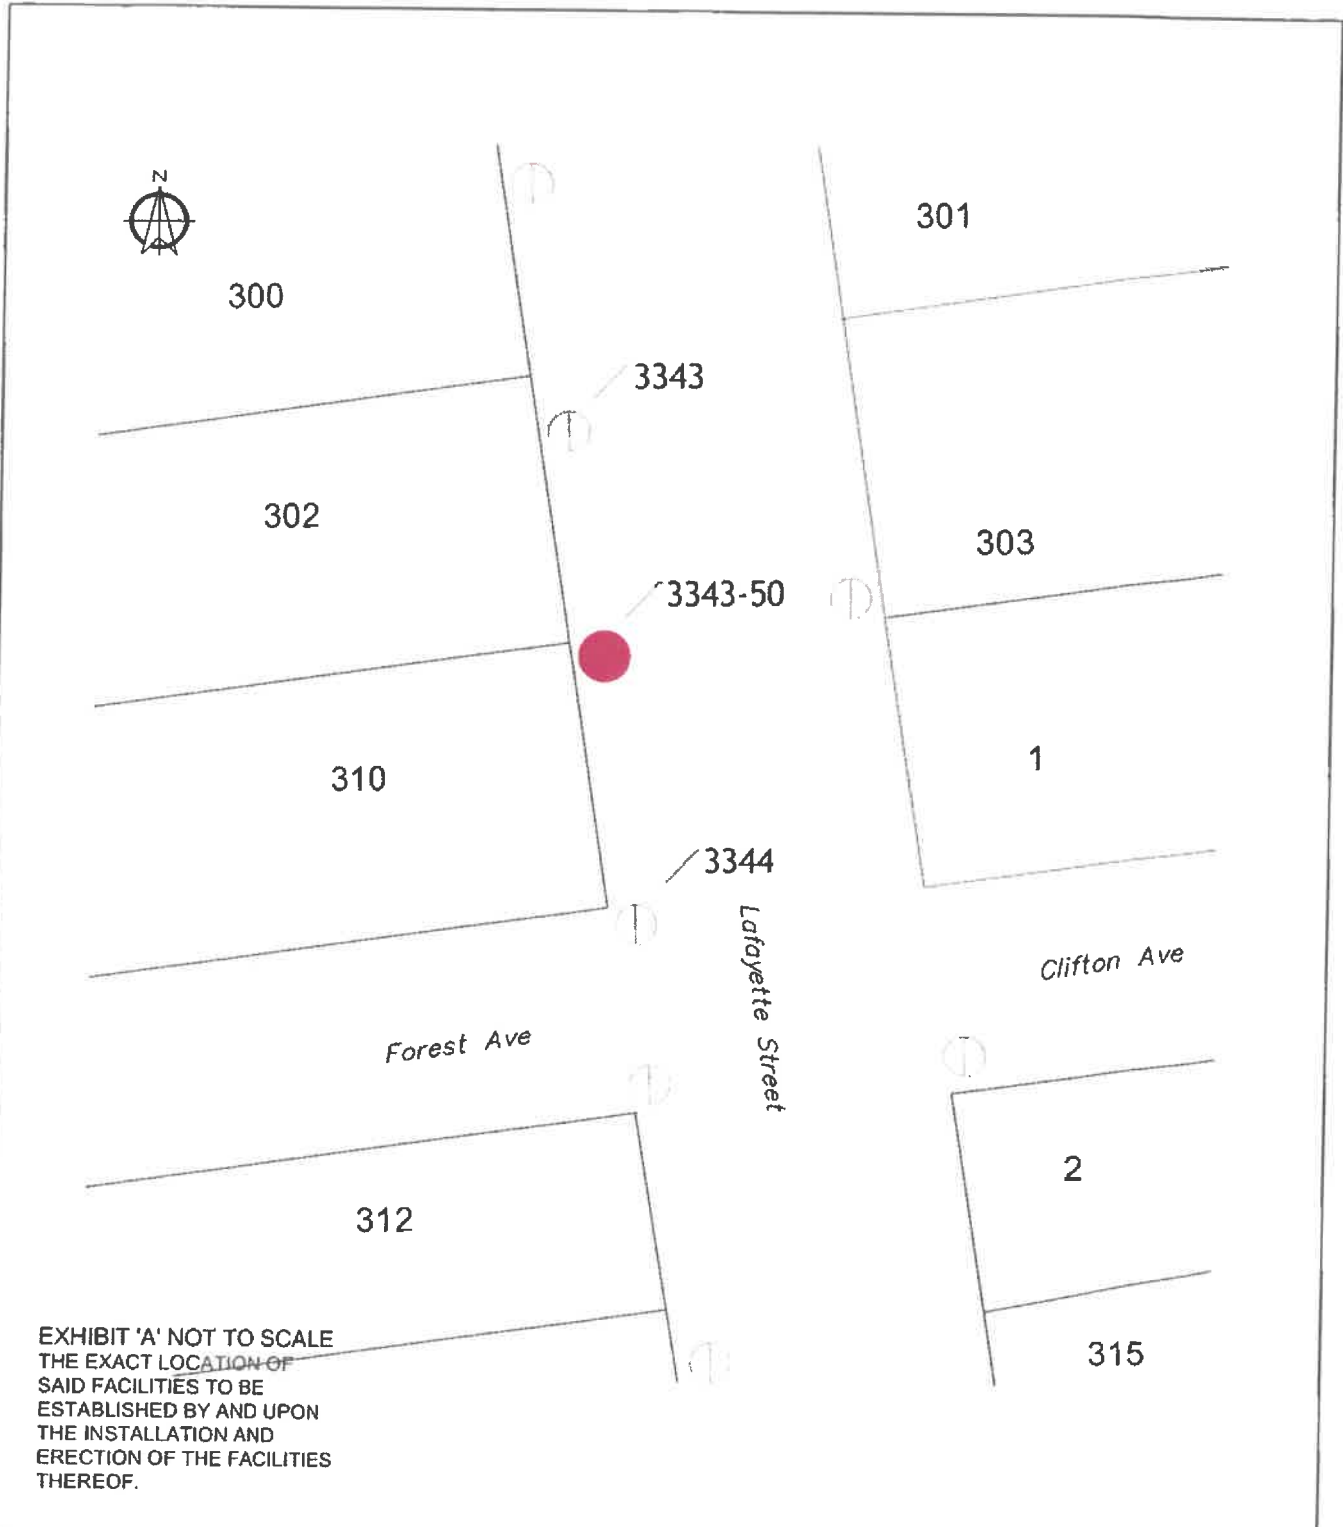 N
301
300
3343
302
303
3343-50
1
310
3344
Lafayette Street
Clifton Ave
Forest Ave
2
312
EXHIBIT 'A' NOT TO SCALE
THE EXACT LOCATION OF
SAID FACILITIES TO BE
ESTABLISHED BY AND UPON
THE INSTALLATION AND
ERECTION OF THE FACILITIES
THEREOF.
315